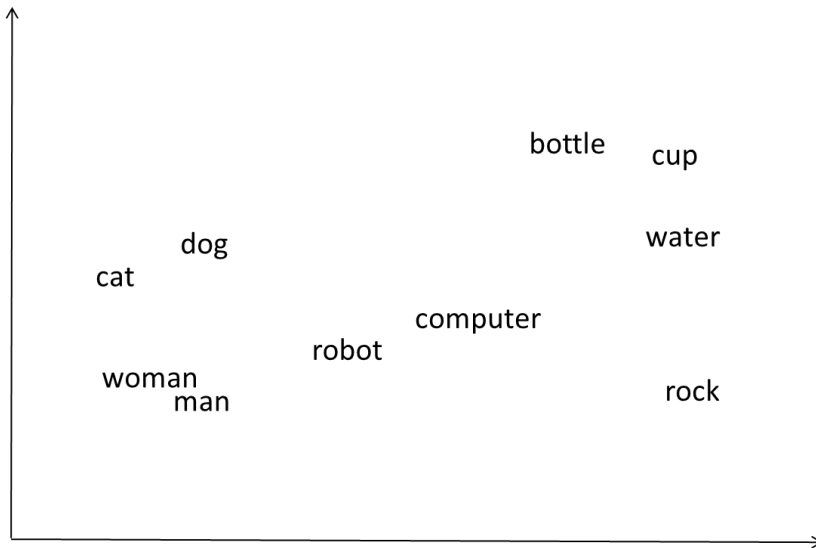 bottle
cup
dog
water
cat
computer
robot
woman
man
rock